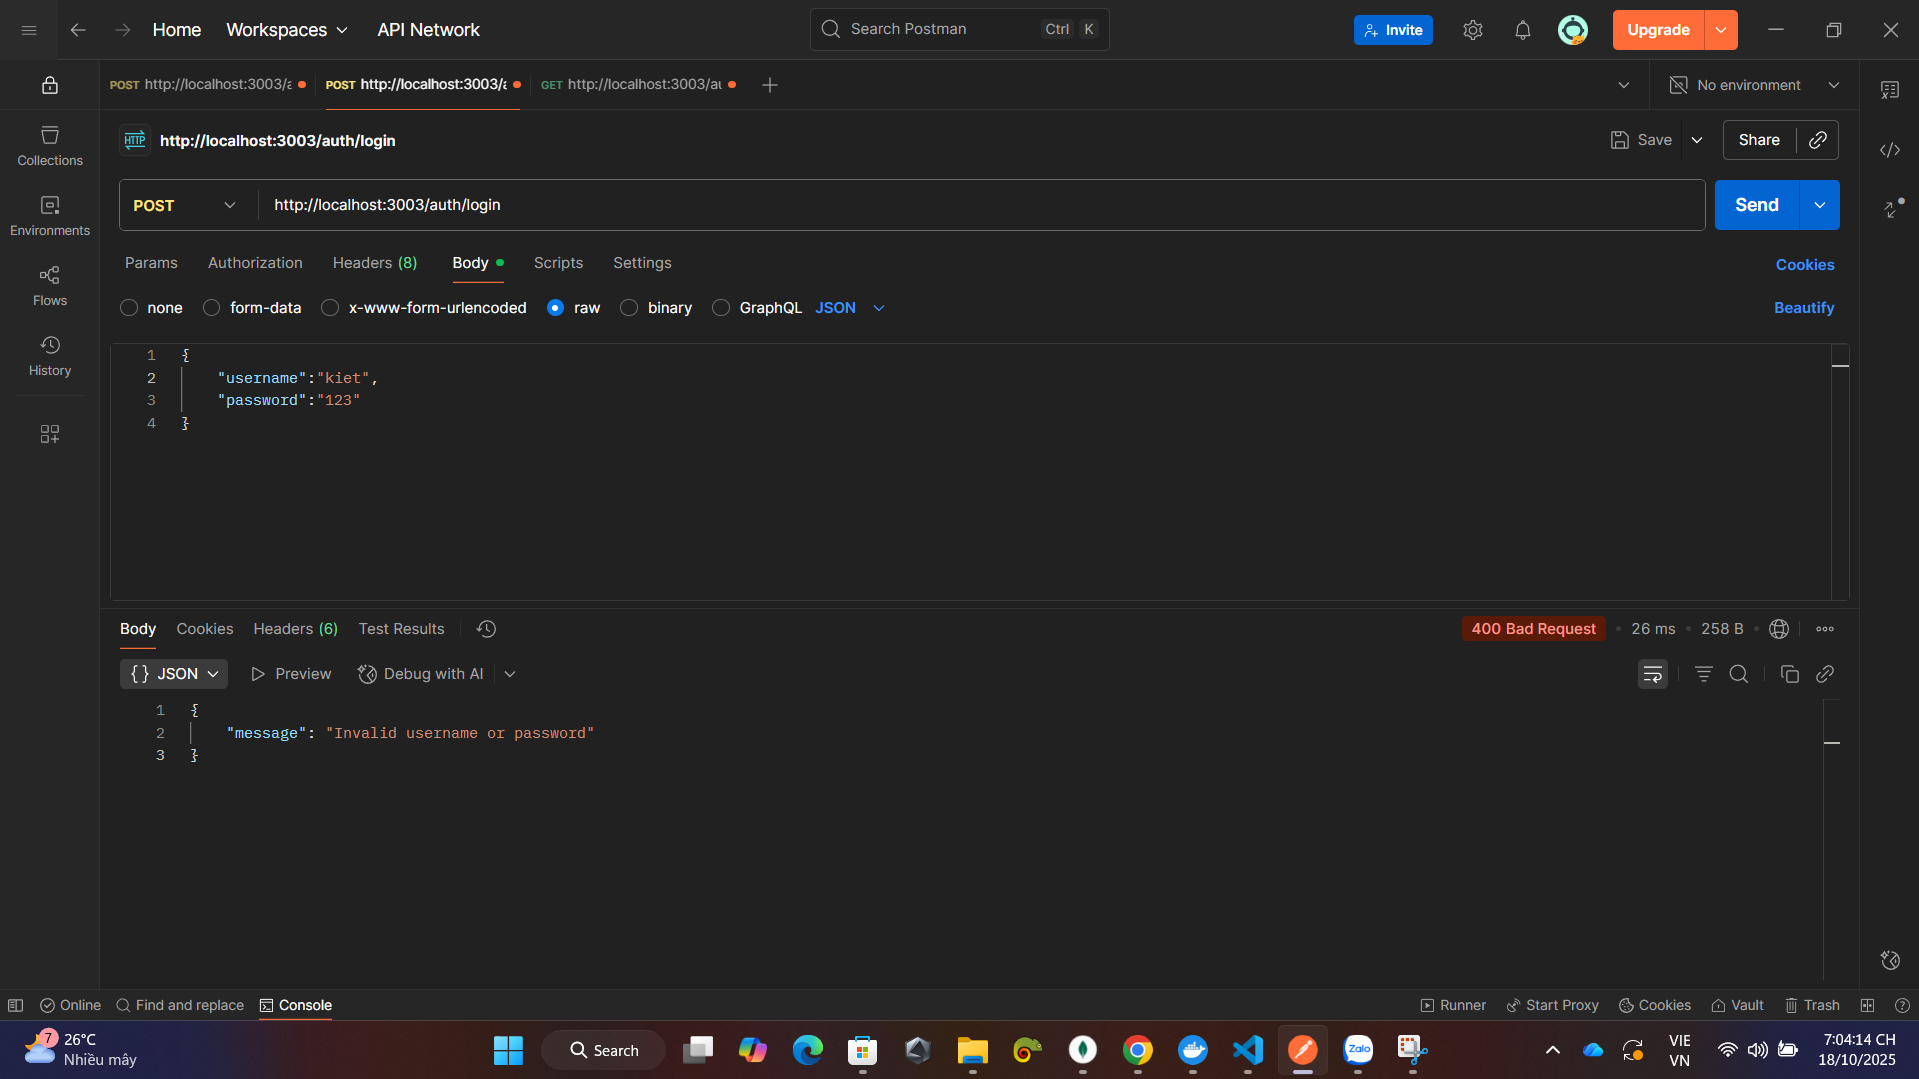 Home Workspaces API Network Search Postman Ctrl K Invite Upgrade
POST http://localhost:3003/a POST http://localhost:3003/a GET http://localhost:3003/au No environment
HTTP http://localhost:3003/auth/login Save Share
POST http://localhost:3003/auth/login Send
Params Authorization Headers (8) Body Scripts Settings Cookies
none form-data x-www-form-urlencoded raw binary GraphQL JSON Beautify
Collections
Environments
Flows
History
1 {
2 "username":"kiet",
3 "password":"123"
4 }
Body Cookies Headers (6) Test Results 400 Bad Request 26 ms 258 B
{} JSON Preview Debug with AI
1 {
2 "message": "Invalid username or password"
3 }
Online Find and replace Console Runner Start Proxy Cookies Vault Trash
7 26°C
Nhiều mây
Search
Zalo
VIE
VN
7:04:14 CH
18/10/2025